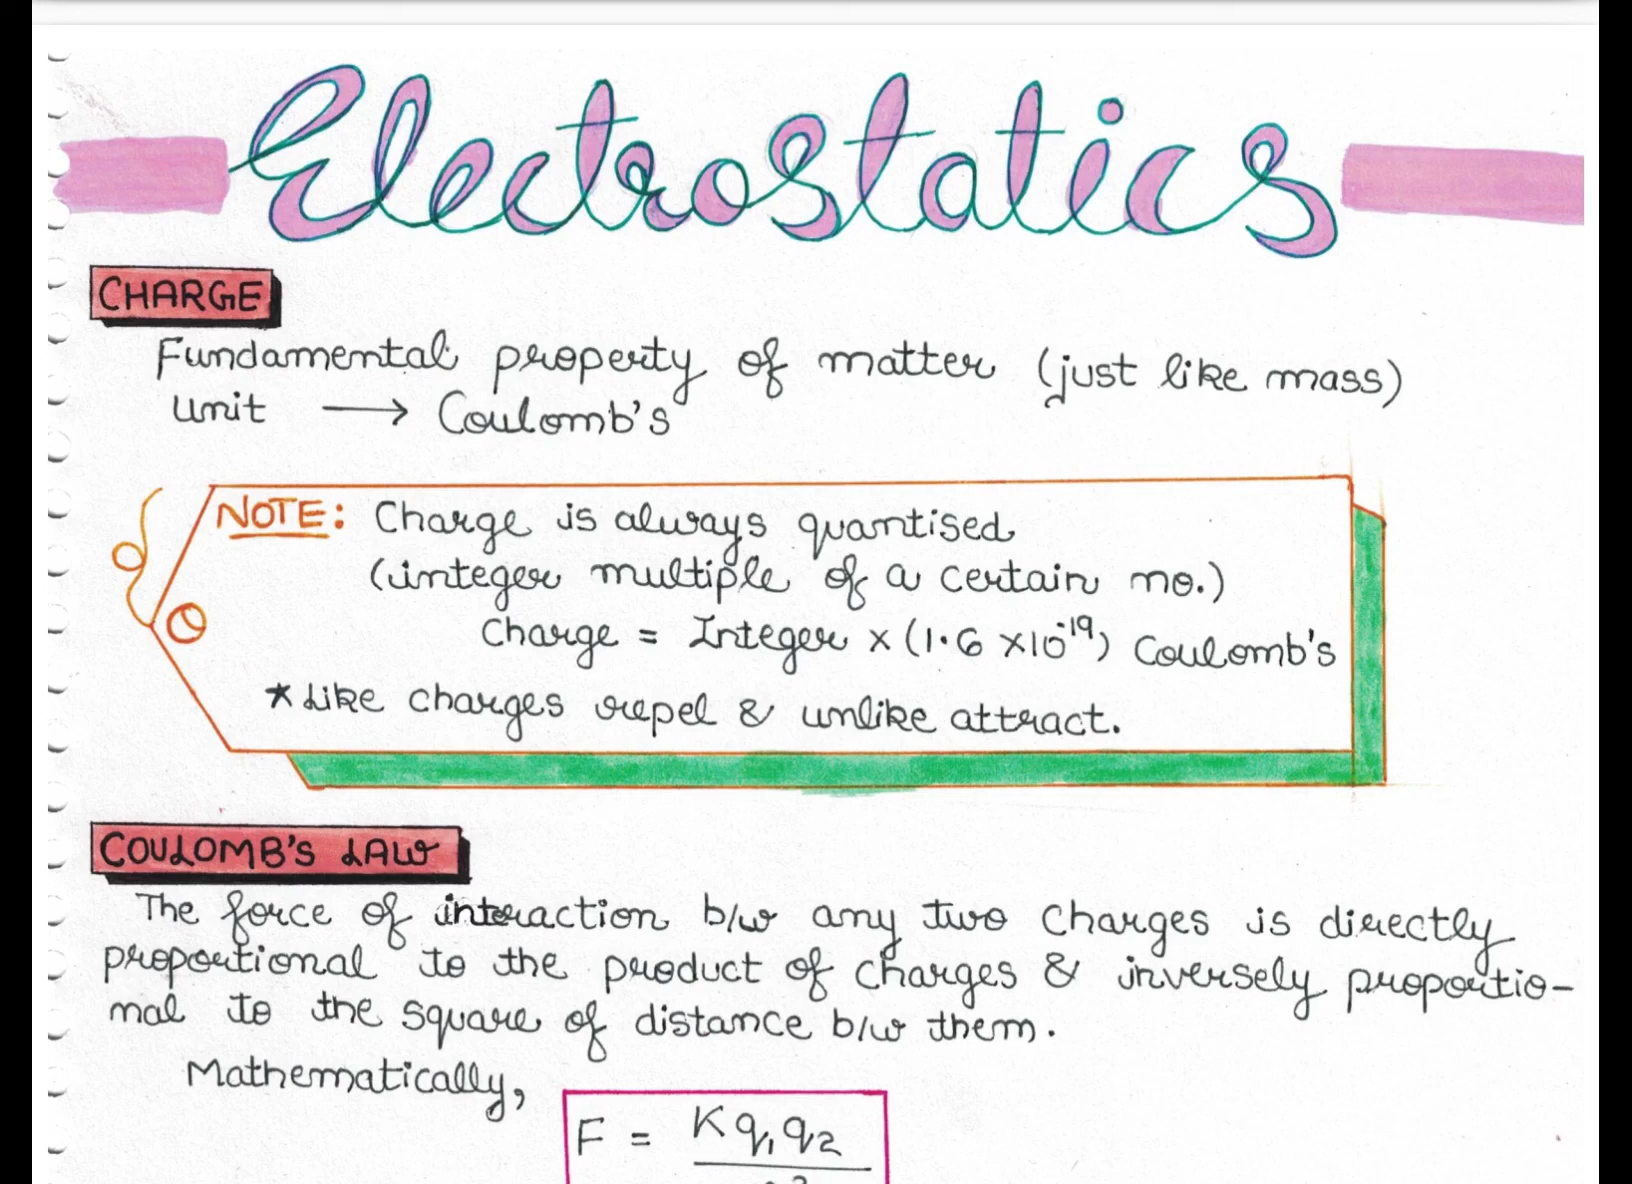 Electrostatics
CHARGE
Fundamental property of matter (just like mass)
unit → Coulomb's
NOTE: Charge is always quantised
(integer multiple of a certain no.)
Charge = Integer × (1.6 ×10⁻¹⁹) Coulomb's
*Like charges repel & unlike attract.
COULOMB'S LAW
The force of interaction b/w any two charges is directly
proportional to the product of charges & inversely proportio-
nal to the square of distance b/w them.
Mathematically,
F = Kq₁q₂